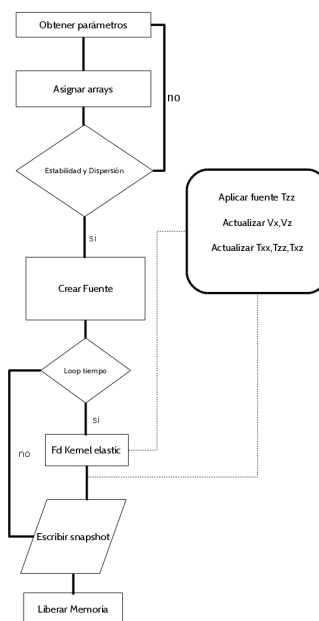 Obtener parámetros
Asignar arrays
no
Estabilidad y Dispersión
si
Crear Fuente
Loop tiempo
si
no
Fd Kernel elastic
Escribir snapshot
Liberar Memoria
Aplicar fuente Tzz
Actualizar Vx,Vz
Actualizar Txx,Tzz,Txz